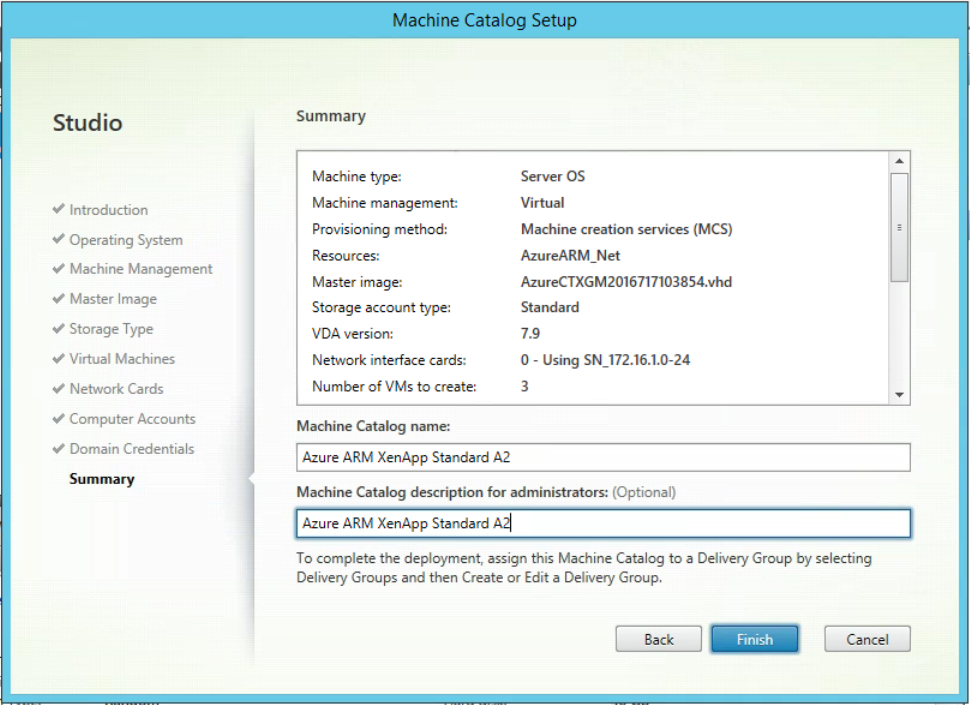 Machine Catalog Setup
Studio
Introduction
Operating System
Machine Management
Master Image
Storage Type
Virtual Machines
Network Cards
Computer Accounts
Domain Credentials
Summary
Summary
Machine type: Server OS
Machine management: Virtual
Provisioning method: Machine creation services (MCS)
Resources: AzureARM_Net
Master image: AzureCTXGM2016717103854.vhd
Storage account type: Standard
VDA version: 7.9
Network interface cards: 0 - Using SN_172.16.1.0-24
Number of VMs to create: 3
Machine Catalog name:
Azure ARM XenApp Standard A2
Machine Catalog description for administrators: (Optional)
Azure ARM XenApp Standard A2
To complete the deployment, assign this Machine Catalog to a Delivery Group by selecting
Delivery Groups and then Create or Edit a Delivery Group.
Back Finish Cancel